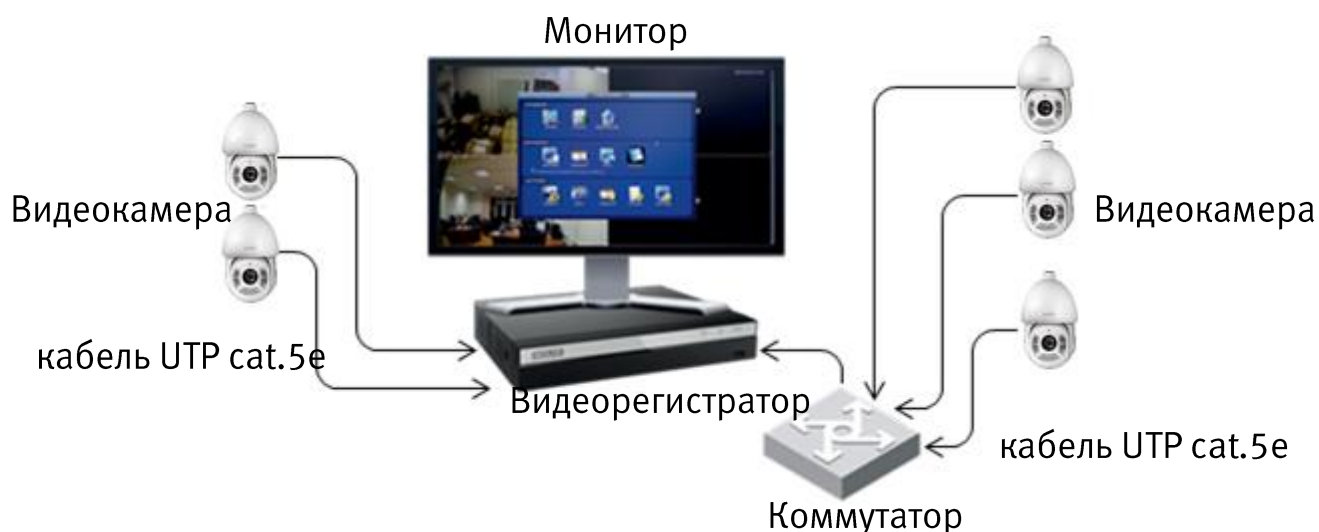 Монитор
Видеокамера
Видеокамера
кабель UTP cat.5e
Видеорегистратор
кабель UTP cat.5e
Коммутатор